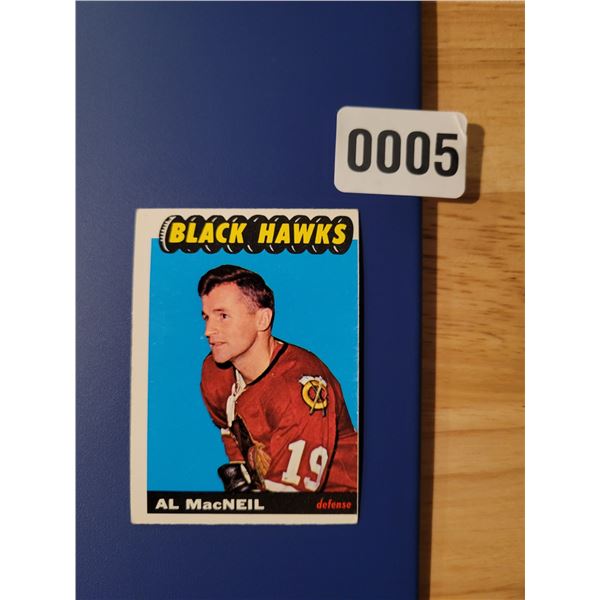 0005
BLACK HAWKS
19
AL MacNEIL defense